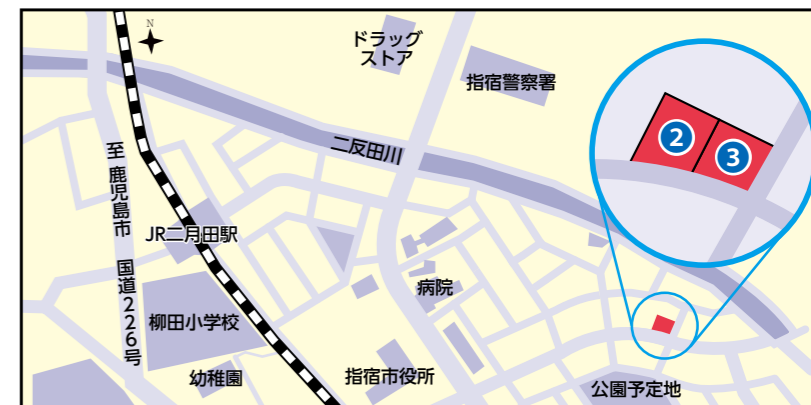 N
ドラッグ
ストア
指宿警察署
二反田川
2
3
至 鹿児島市 国道226号
JR二月田駅
柳田小学校
幼稚園
病院
指宿市役所
公園予定地